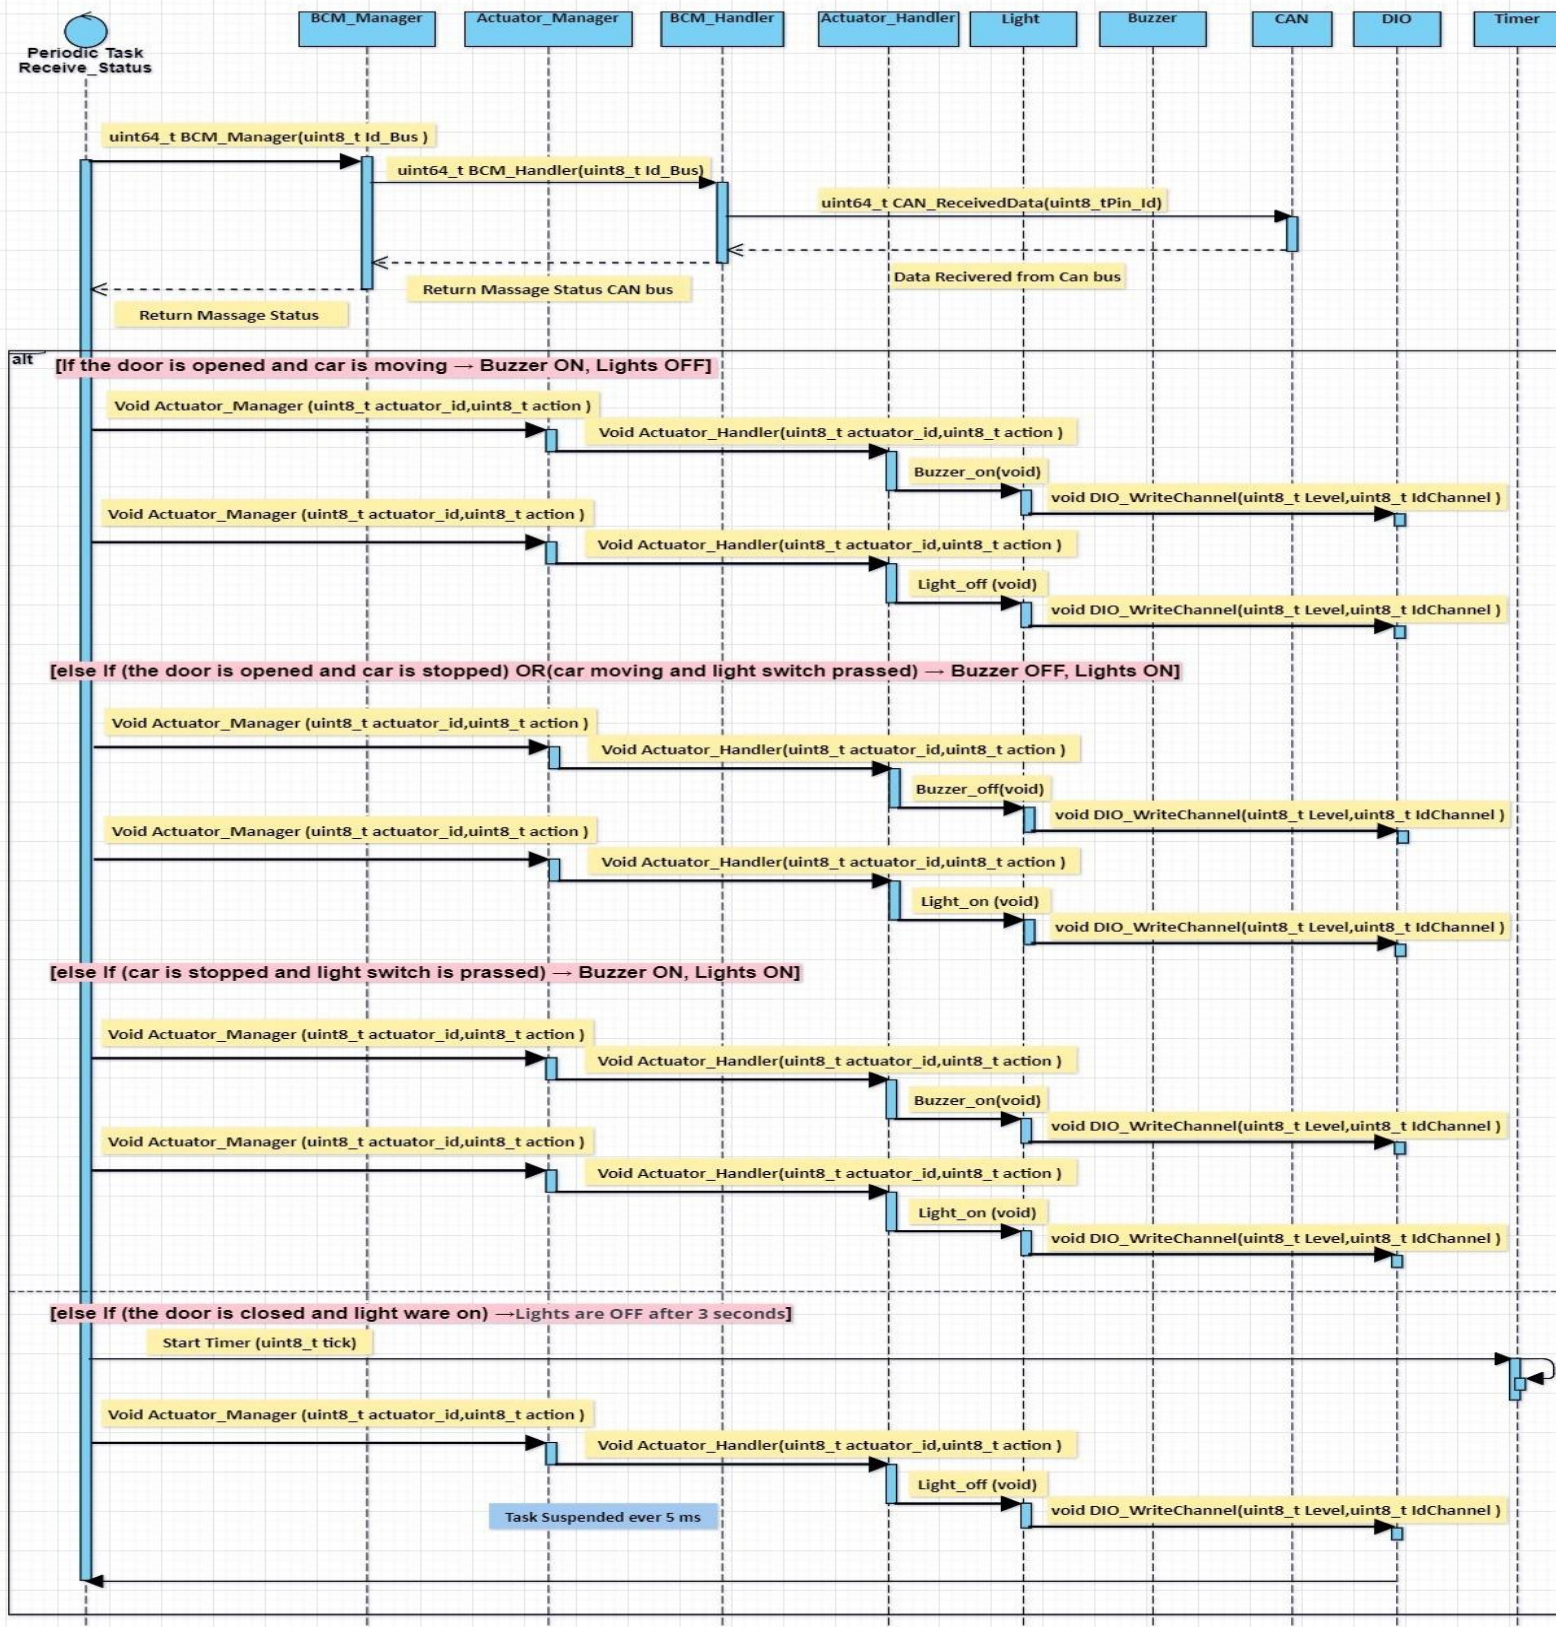 BCM_Manager
Actuator_Manager
BCM_Handler
Actuator_Handler
Light
Buzzer
CAN
DIO
Timer
Periodic Task
Receive_Status
uint64_t BCM_Manager(uint8_t Id_Bus )
uint64_t BCM_Handler(uint8_t Id_Bus)
uint64_t CAN_ReceivedData(uint8_tPin_Id)
Data Recivered from Can bus
Return Massage Status CAN bus
Return Massage Status
alt
[If the door is opened and car is moving → Buzzer ON, Lights OFF]
Void Actuator_Manager (uint8_t actuator_id,uint8_t action )
Void Actuator_Handler(uint8_t actuator_id,uint8_t action )
Buzzer_on(void)
void DIO_WriteChannel(uint8_t Level,uint8_t IdChannel )
Void Actuator_Manager (uint8_t actuator_id,uint8_t action )
Void Actuator_Handler(uint8_t actuator_id,uint8_t action )
Light_off (void)
void DIO_WriteChannel(uint8_t Level,uint8_t IdChannel )
[else If (the door is opened and car is stopped) OR(car moving and light switch prassed) → Buzzer OFF, Lights ON]
Void Actuator_Manager (uint8_t actuator_id,uint8_t action )
Void Actuator_Handler(uint8_t actuator_id,uint8_t action )
Buzzer_off(void)
void DIO_WriteChannel(uint8_t Level,uint8_t IdChannel )
Void Actuator_Manager (uint8_t actuator_id,uint8_t action )
Void Actuator_Handler(uint8_t actuator_id,uint8_t action )
Light_on (void)
void DIO_WriteChannel(uint8_t Level,uint8_t IdChannel )
[else If (car is stopped and light switch is prassed) → Buzzer ON, Lights ON]
Void Actuator_Manager (uint8_t actuator_id,uint8_t action )
Void Actuator_Handler(uint8_t actuator_id,uint8_t action )
Buzzer_on(void)
void DIO_WriteChannel(uint8_t Level,uint8_t IdChannel )
Void Actuator_Manager (uint8_t actuator_id,uint8_t action )
Void Actuator_Handler(uint8_t actuator_id,uint8_t action )
Light_on (void)
void DIO_WriteChannel(uint8_t Level,uint8_t IdChannel )
[else If (the door is closed and light ware on) →Lights are OFF after 3 seconds]
Start Timer (uint8_t tick)
Void Actuator_Manager (uint8_t actuator_id,uint8_t action )
Void Actuator_Handler(uint8_t actuator_id,uint8_t action )
Light_off (void)
void DIO_WriteChannel(uint8_t Level,uint8_t IdChannel )
Task Suspended ever 5 ms